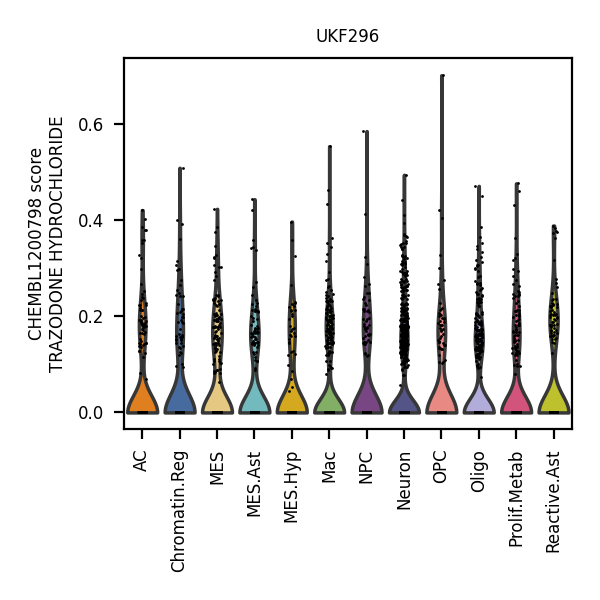 UKF296
CHEMBL1200798 score
TRAZODONE HYDROCHLORIDE
0.6
0.4
0.2
0.0
AC
Chromatin.Reg
MES
MES.Ast
MES.Hyp
Mac
NPC
Neuron
OPC
Oligo
Prolif.Metab
Reactive.Ast